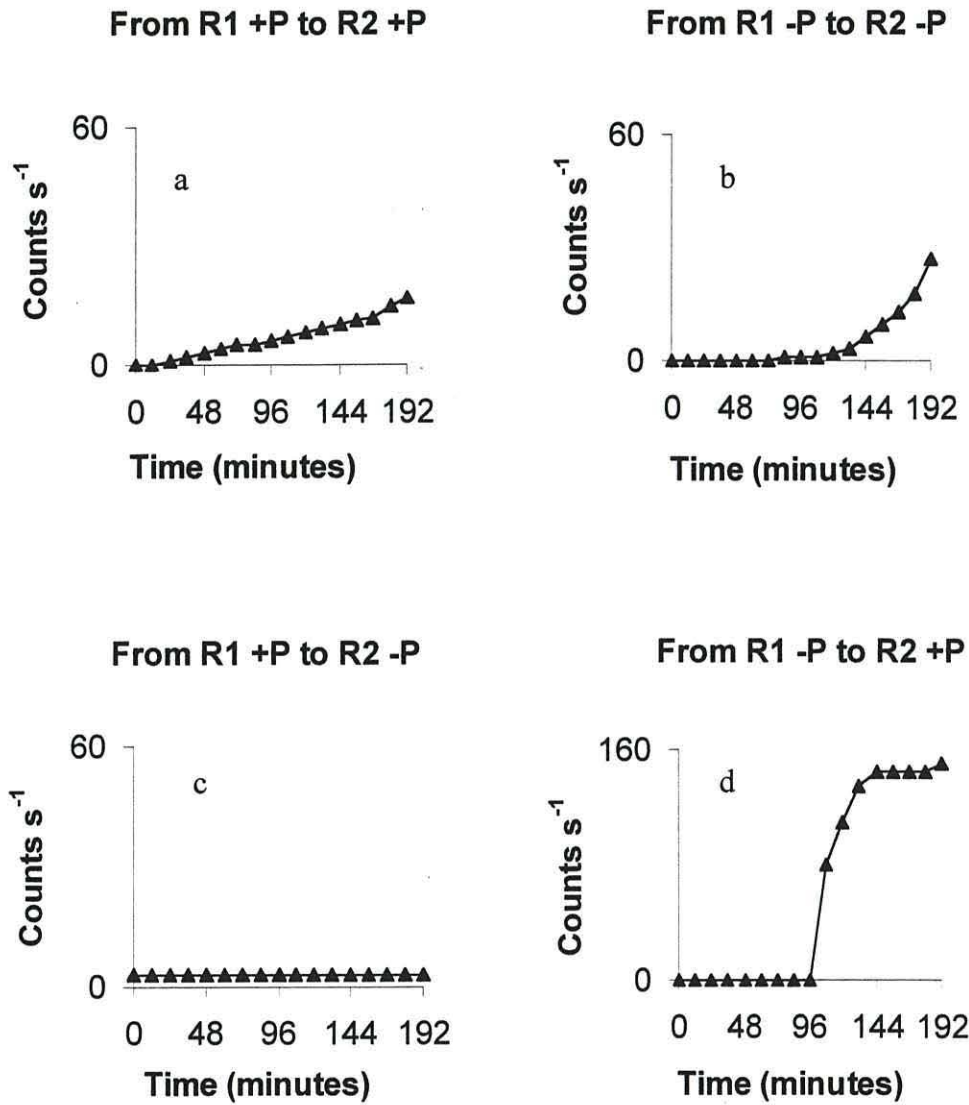 From R1 +P to R2 +P
60
a
Counts s⁻¹
0
0 48 96 144 192
Time (minutes)
From R1 -P to R2 -P
60
b
Counts s⁻¹
0
0 48 96 144 192
Time (minutes)
From R1 +P to R2 -P
60
c
Counts s⁻¹
0
0 48 96 144 192
Time (minutes)
From R1 -P to R2 +P
160
d
Counts s⁻¹
0
0 48 96 144 192
Time (minutes)